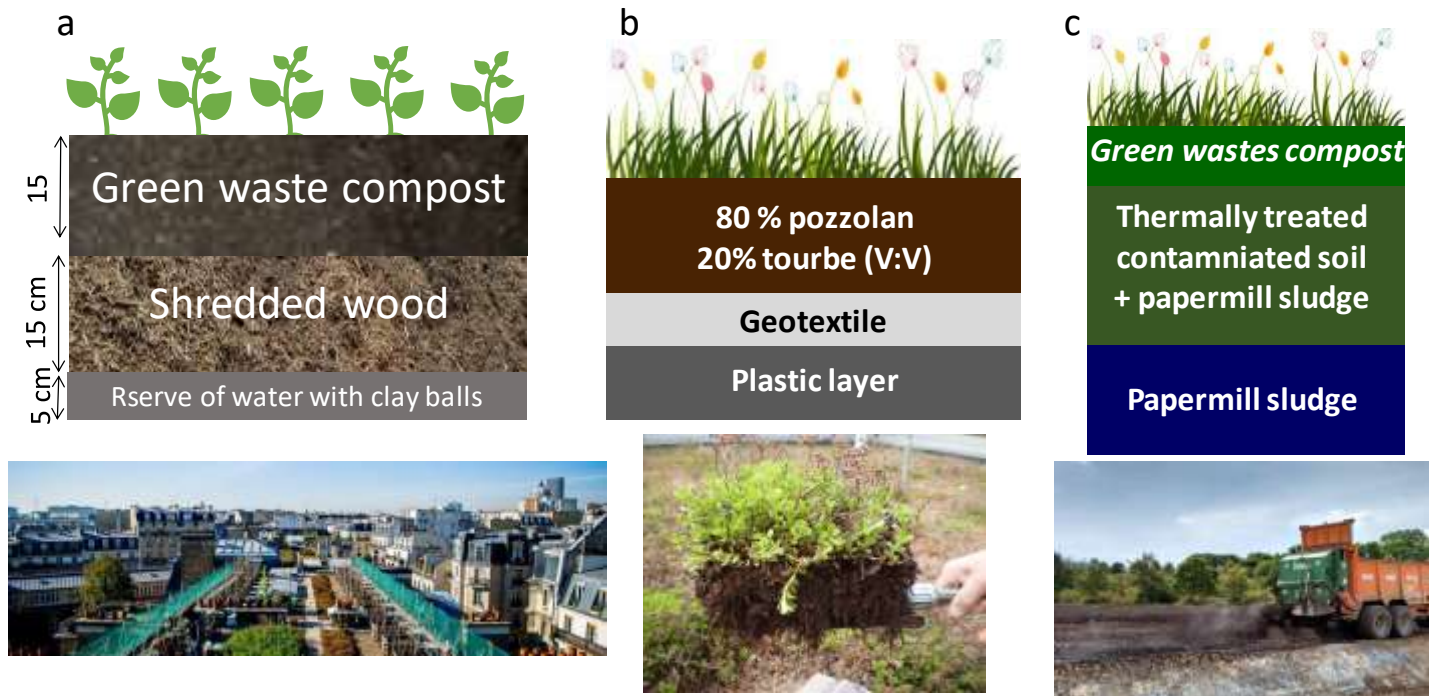 a
15
Green waste compost
15 cm
Shredded wood
5 cm
Rserve of water with clay balls
b
80 % pozzolan
20% tourbe (V:V)
Geotextile
Plastic layer
c
Green wastes compost
Thermally treated
contamniated soil
+ papermill sludge
Papermill sludge